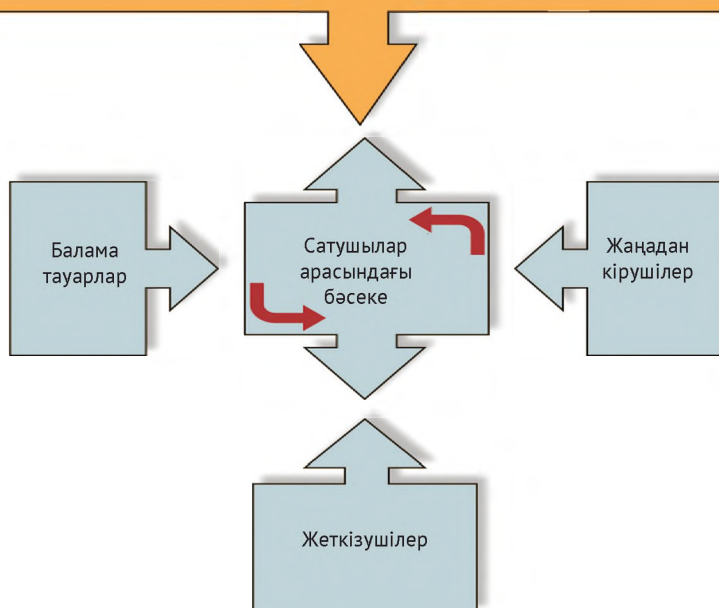 Балама
тауарлар
Сатушылар
арасындағы
бәсеке
Жаңадан
кірушілер
Жеткізушілер